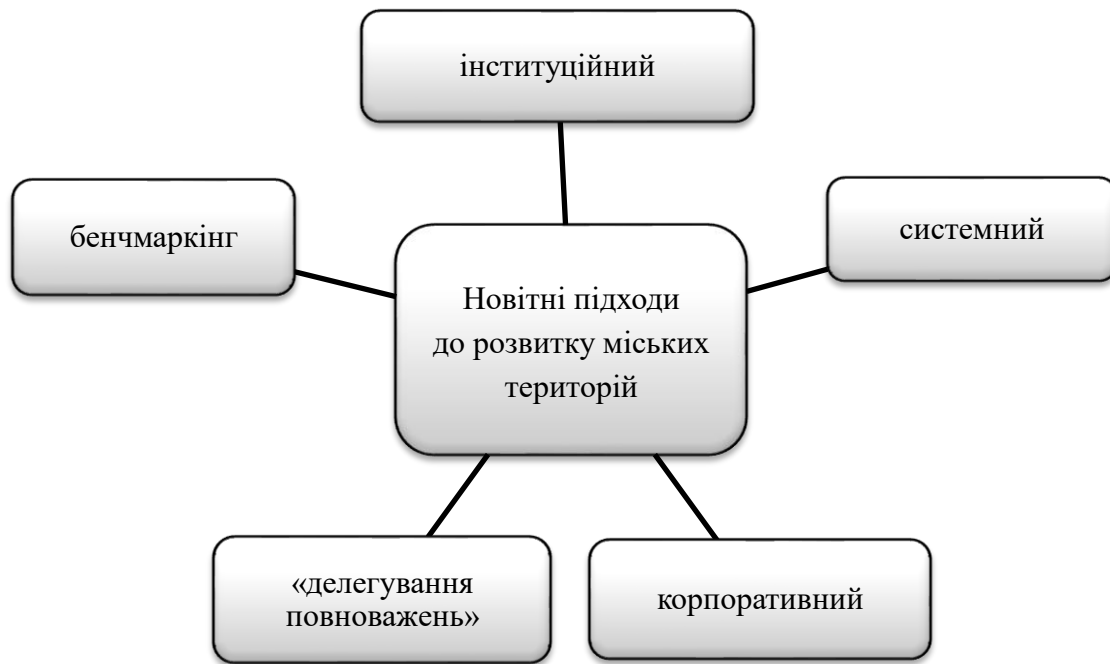 інституційний
бенчмаркінг
системний
Новітні підходи
до розвитку міських
територій
«делегування
повноважень»
корпоративний